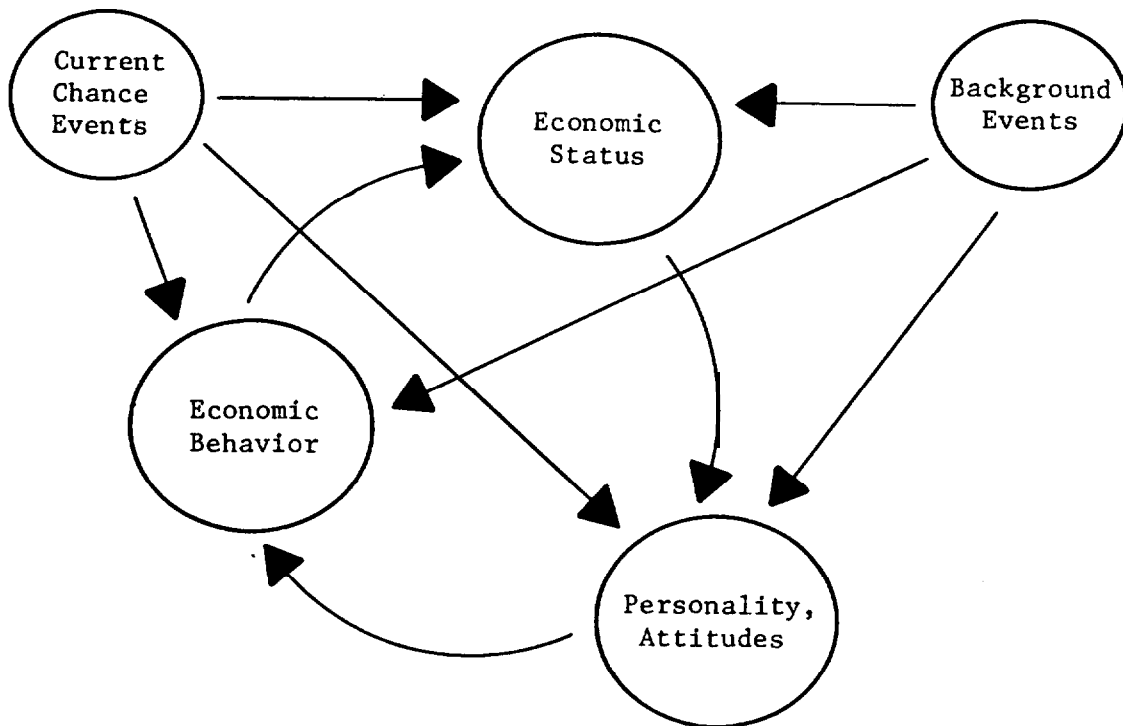 Current
Chance
Events
Economic
Status
Background
Events
Economic
Behavior
Personality,
Attitudes